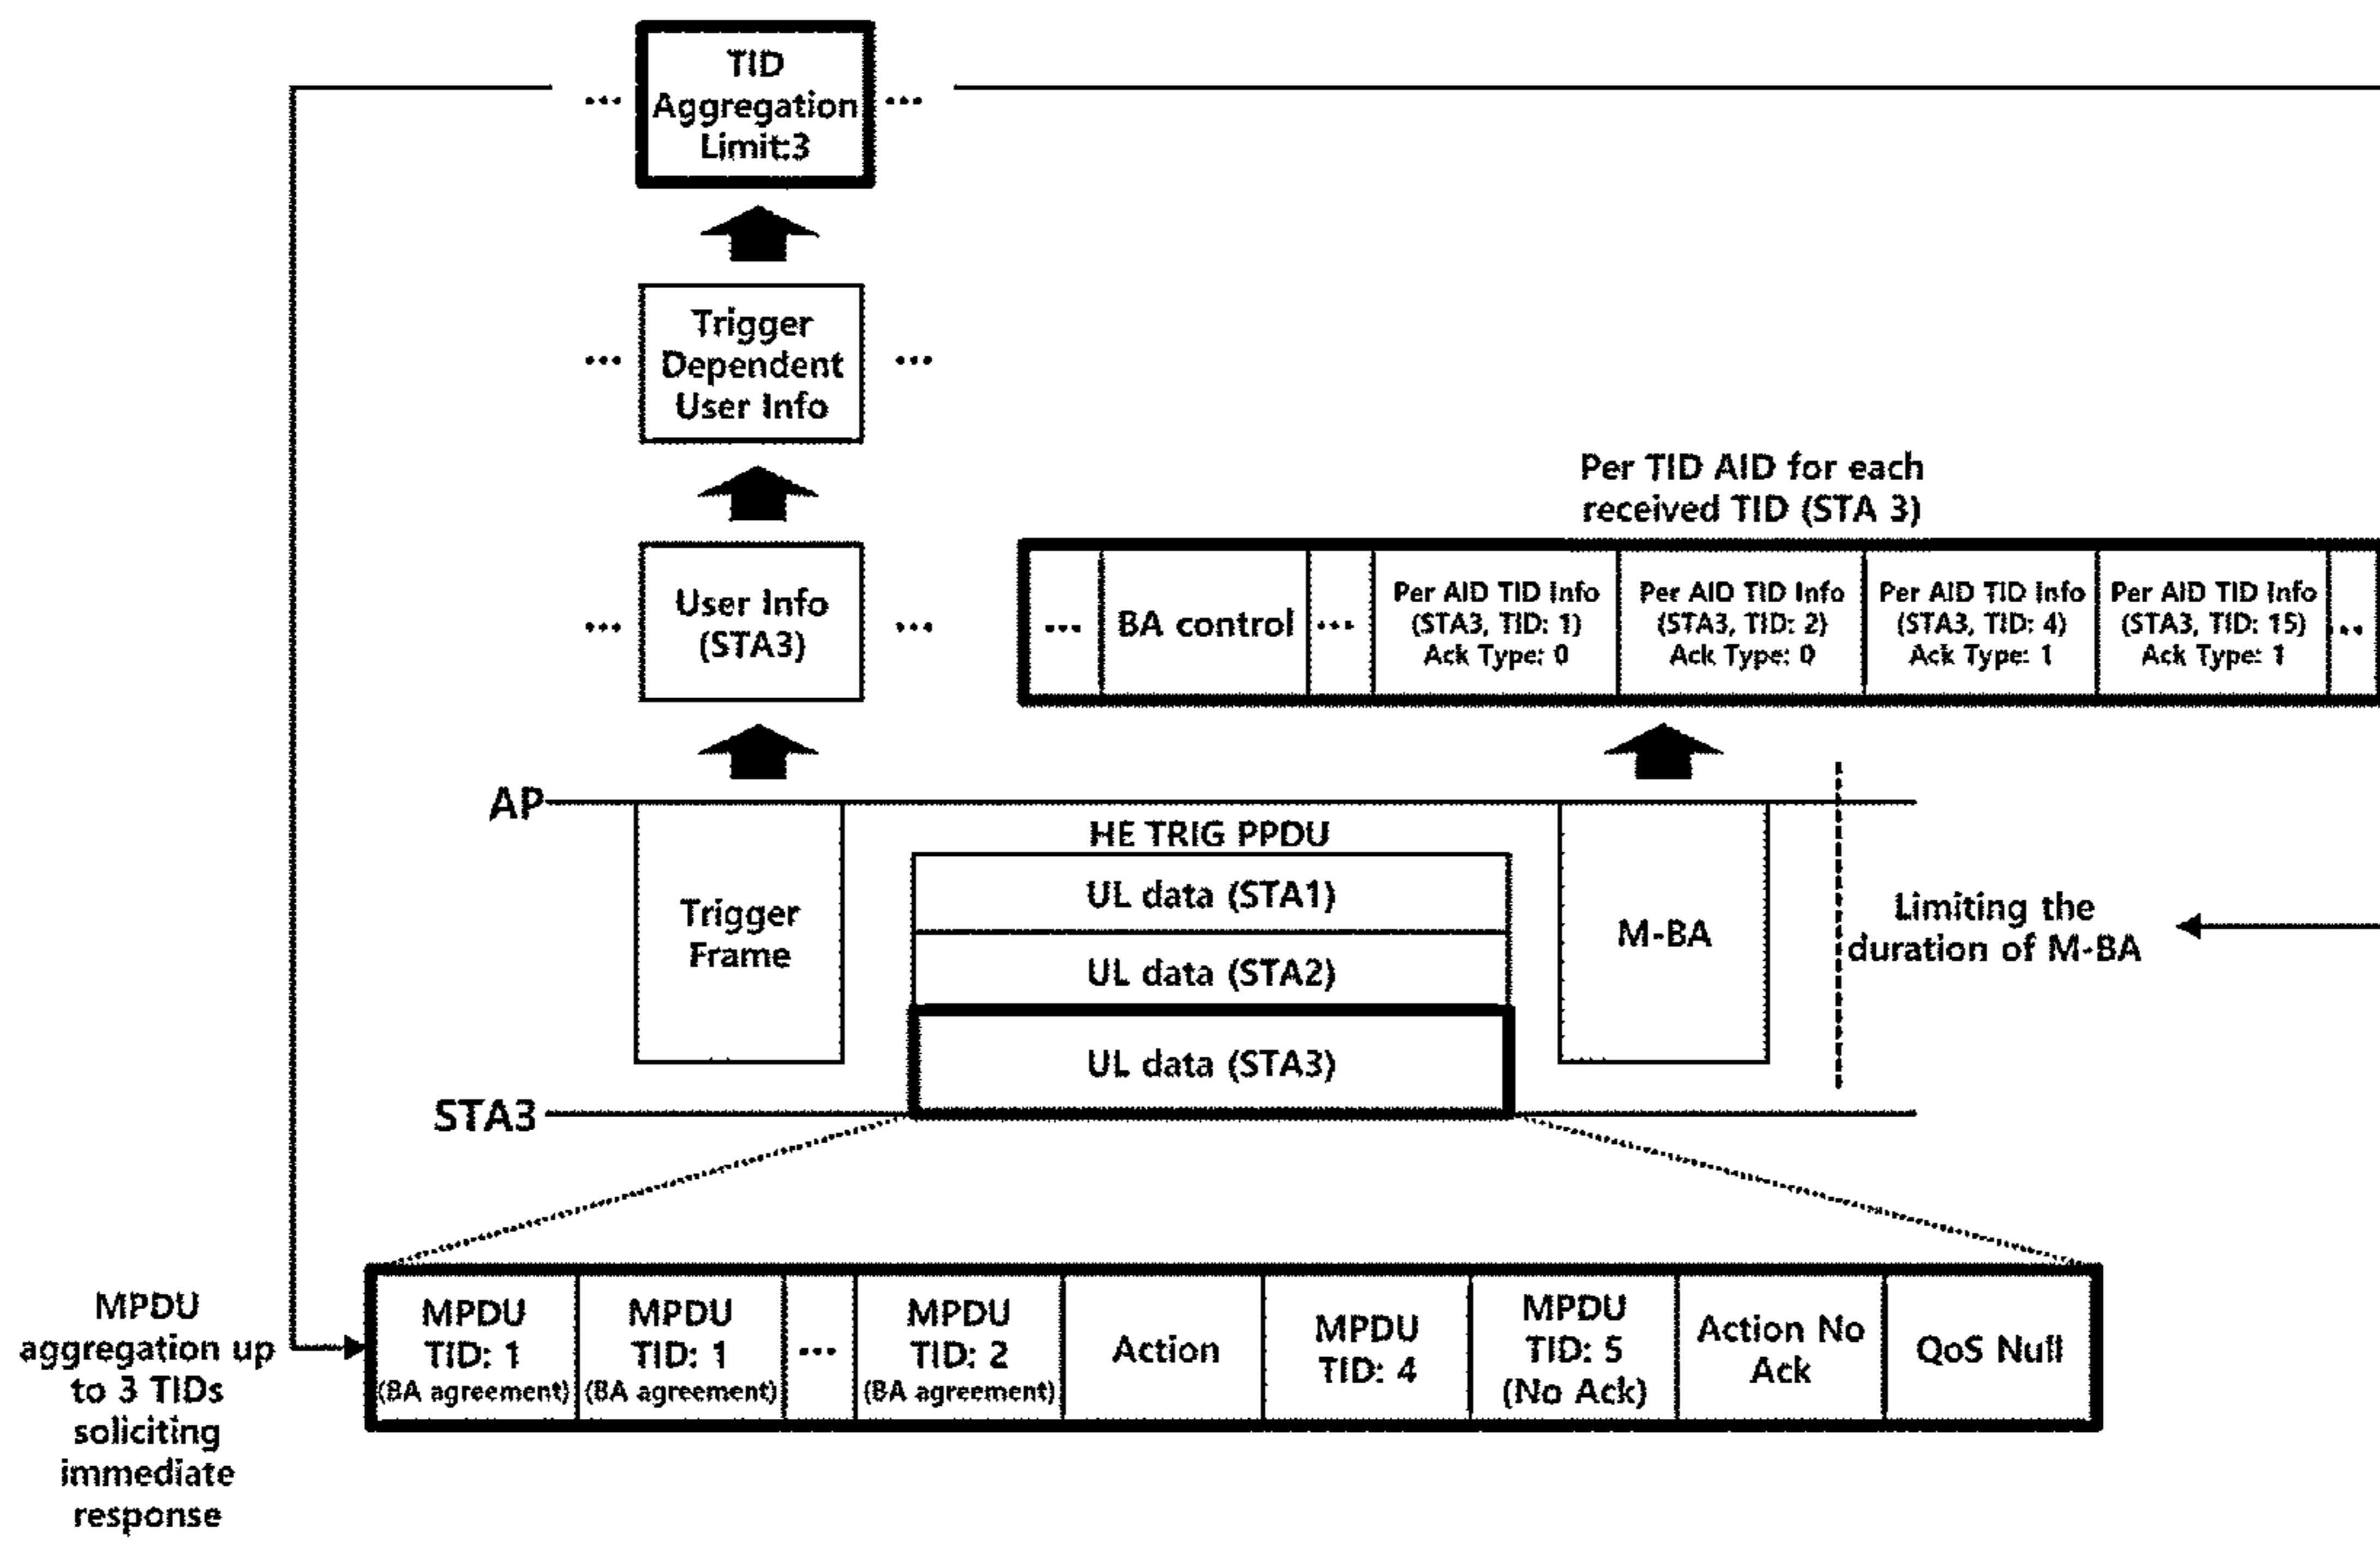 TID
Aggregation
Limit:3
... ...
Trigger
Dependent
User Info
... ...
Per TID AID for each
received TID (STA 3)
User Info
(STA3)
... ...
...
BA control
...
Per AID TID Info
(STA3, TID: 1)
Ack Type: 0
Per AID TID Info
(STA3, TID: 2)
Ack Type: 0
Per AID TID Info
(STA3, TID: 4)
Ack Type: 1
Per AID TID Info
(STA3, TID: 15)
Ack Type: 1
...
AP
Trigger
Frame
HE TRIG PPDU
UL data (STA1)
UL data (STA2)
UL data (STA3)
M-BA
Limiting the
duration of M-BA
STA3
MPDU
aggregation up
to 3 TIDs
soliciting
immediate
response
MPDU
TID: 1
(BA agreement)
MPDU
TID: 1
(BA agreement)
...
MPDU
TID: 2
(BA agreement)
Action
MPDU
TID: 4
MPDU
TID: 5
(No Ack)
Action No
Ack
QoS Null